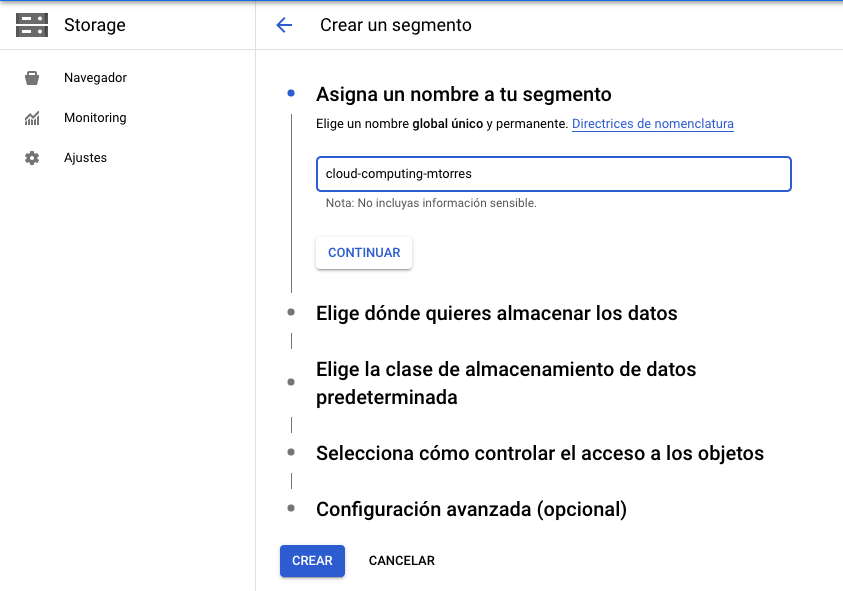 Storage
Crear un segmento
Navegador
Monitoring
Ajustes
Asigna un nombre a tu segmento
Elige un nombre global único y permanente. Directrices de nomenclatura
cloud-computing-mtorres
Nota: No incluyas información sensible.
CONTINUAR
Elige dónde quieres almacenar los datos
Elige la clase de almacenamiento de datos
predeterminada
Selecciona cómo controlar el acceso a los objetos
Configuración avanzada (opcional)
CREAR
CANCELAR